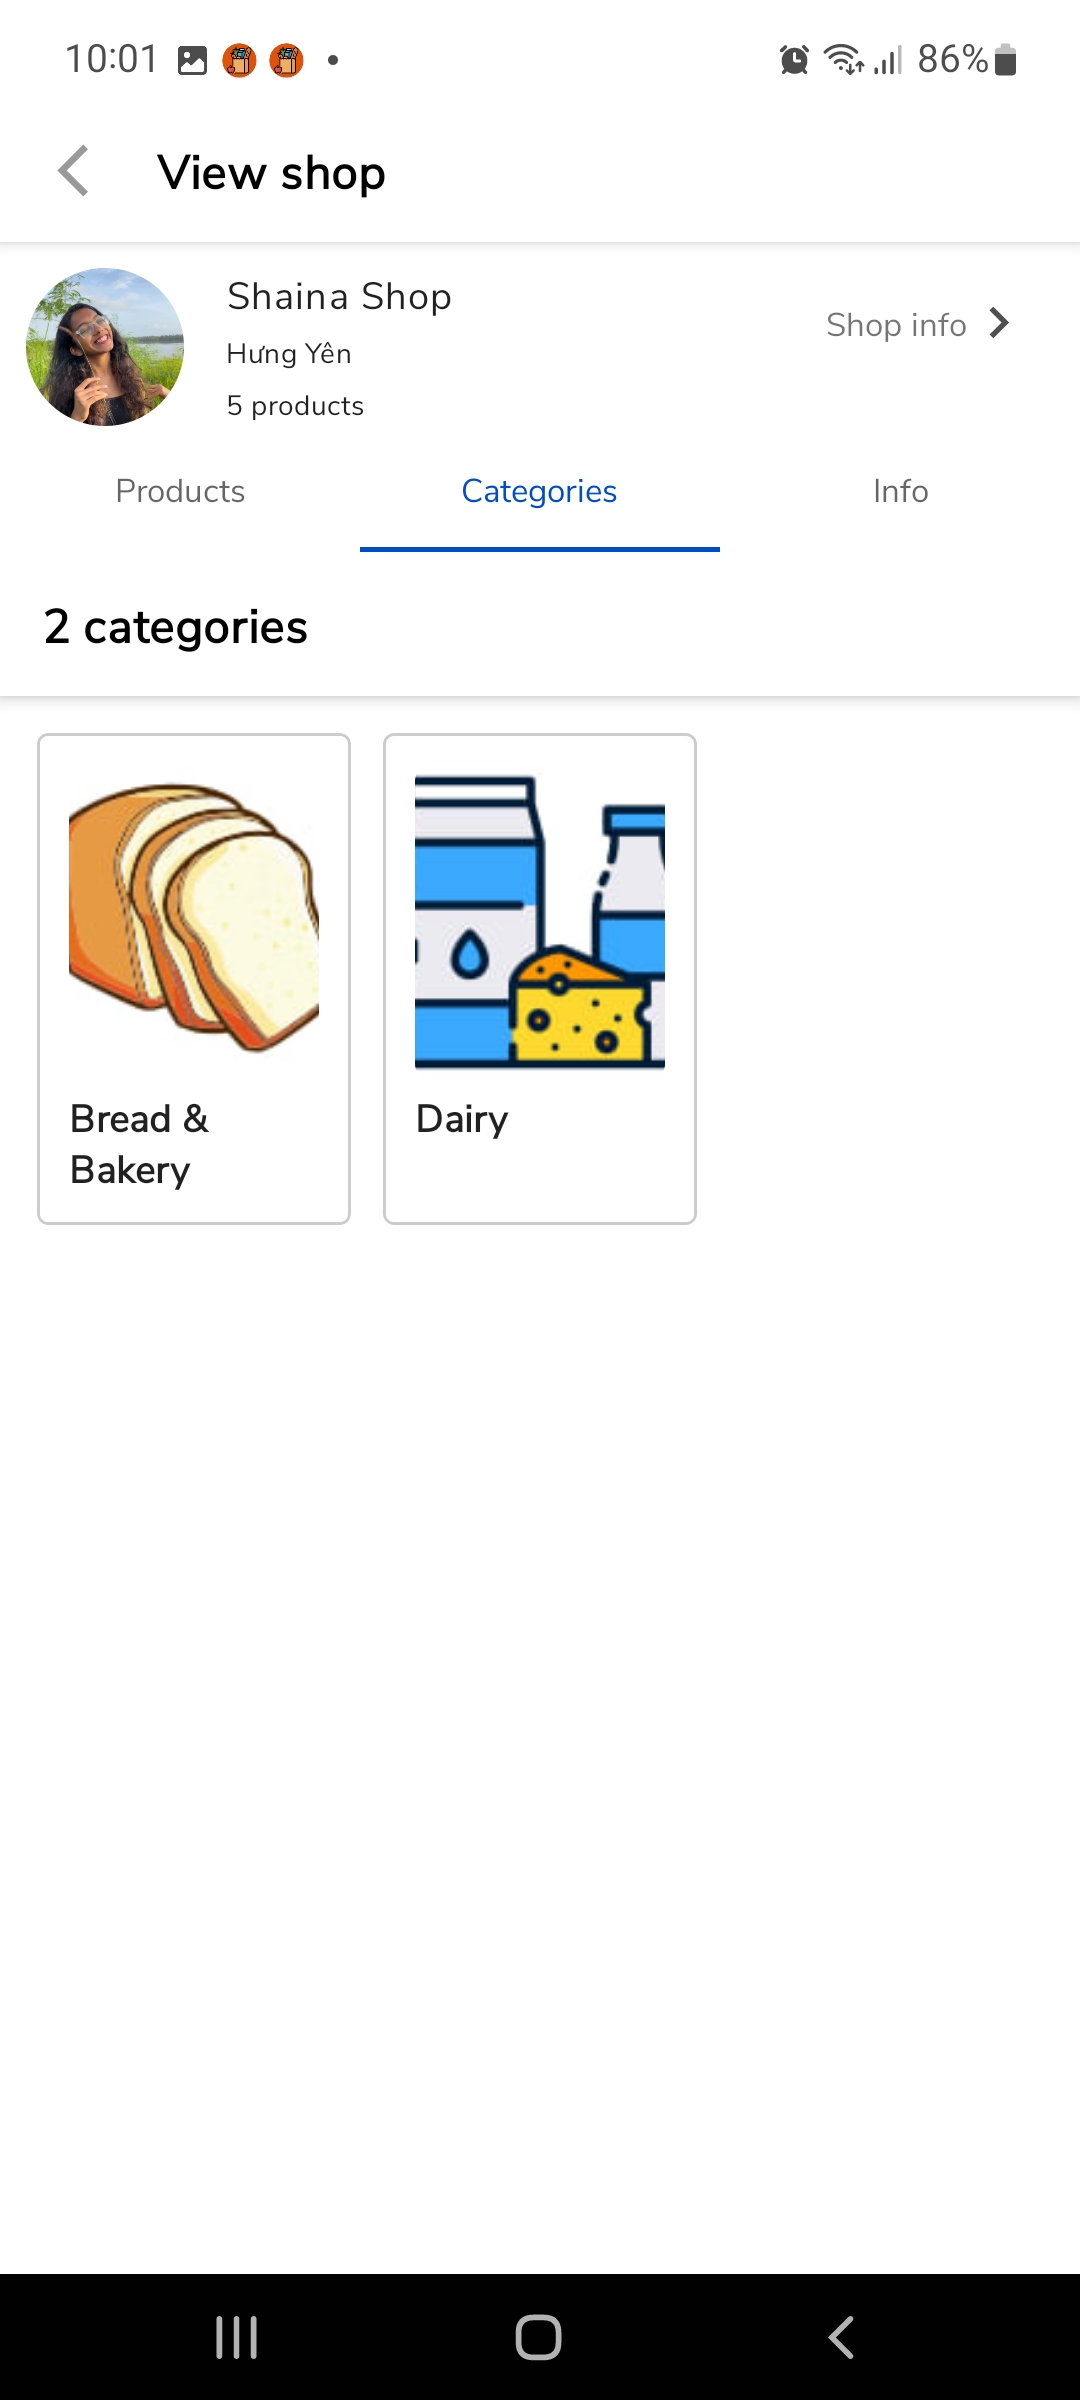 10:01
86%
View shop
Shaina Shop
Shop info
Hưng Yên
5 products
Products
Categories
Info
2 categories
Bread &
Bakery
Dairy